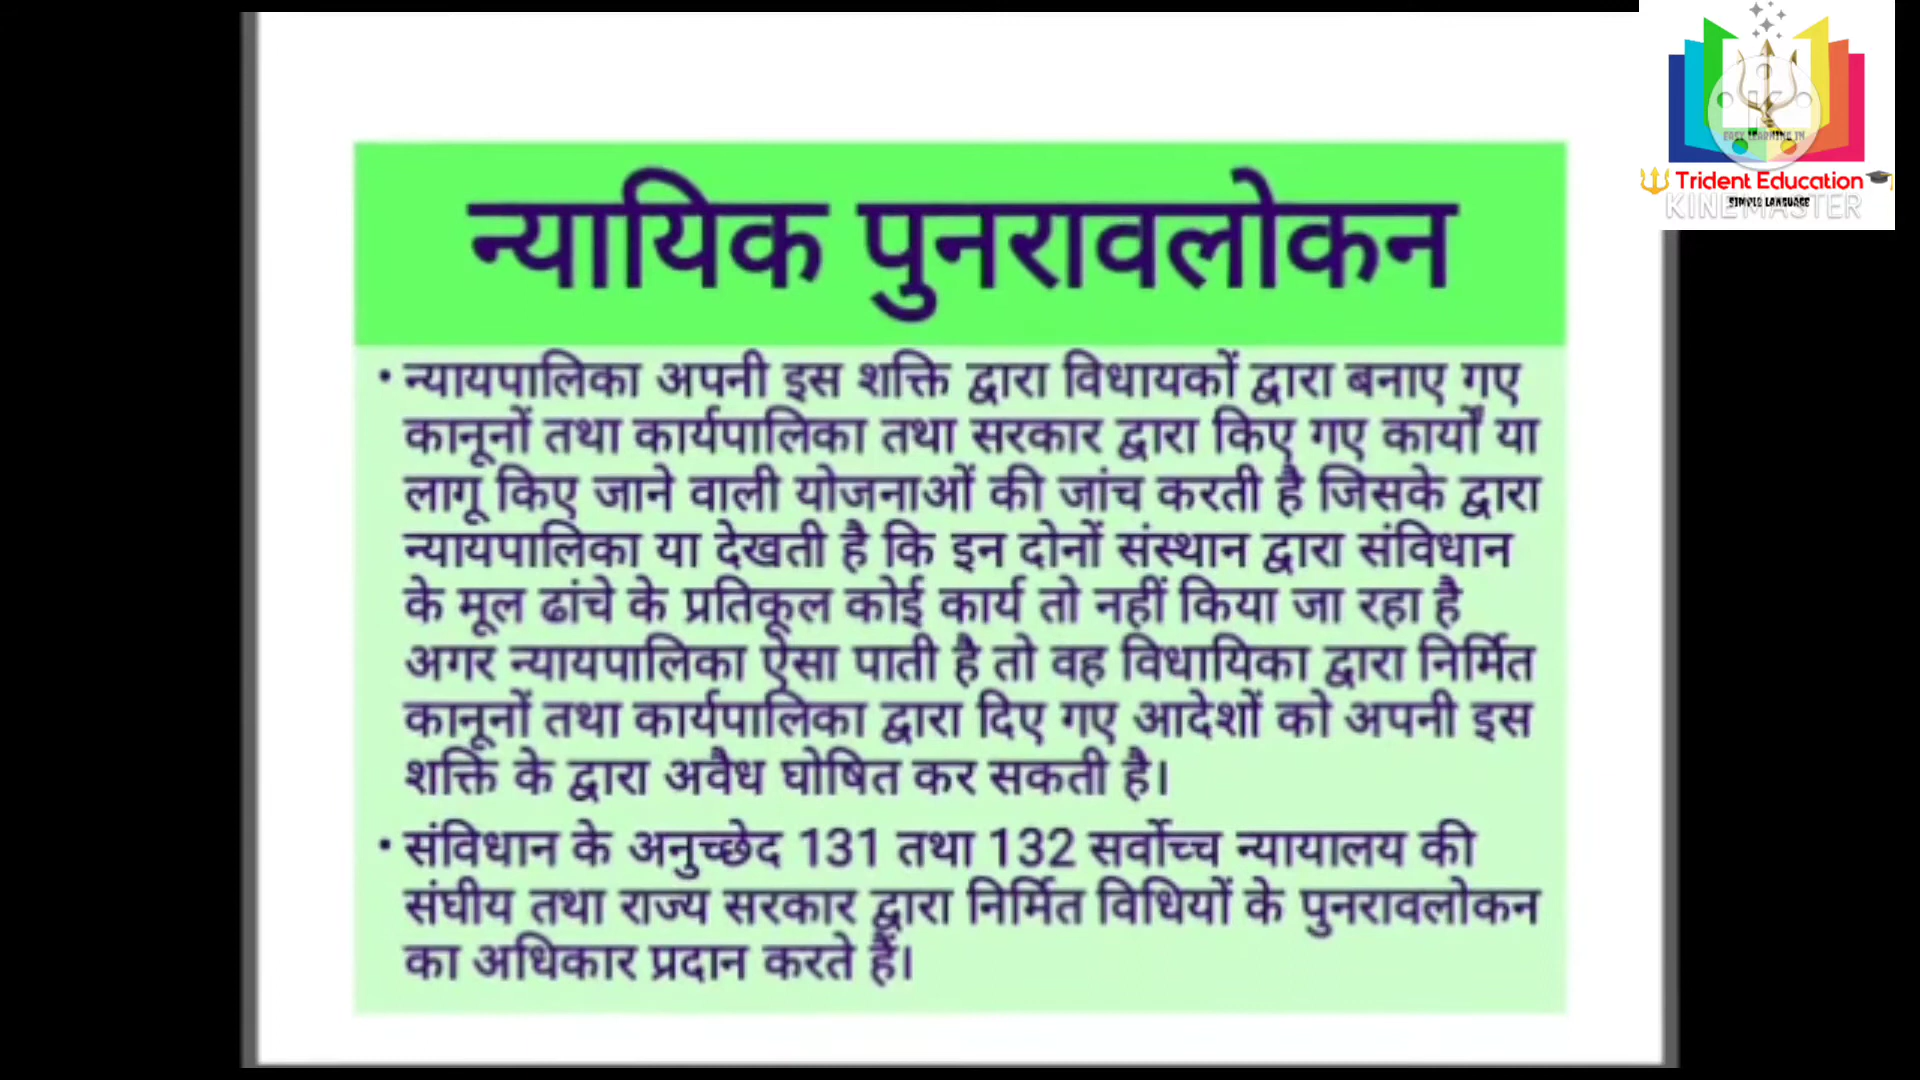 न्यायिक पुनरावलोकन
• न्यायपालिका अपनी इस शक्ति द्वारा विधायकों द्वारा बनाए गए
कानूनों तथा कार्यपालिका तथा सरकार द्वारा किए गए कार्यों या
लागू किए जाने वाली योजनाओं की जांच करती है जिसके द्वारा
न्यायपालिका या देखती है कि इन दोनों संस्थान द्वारा संविधान
के मूल ढांचे के प्रतिकूल कोई कार्य तो नहीं किया जा रहा है
अगर न्यायपालिका ऐसा पाती है तो वह विधायिका द्वारा निर्मित
कानूनों तथा कार्यपालिका द्वारा दिए गए आदेशों को अपनी इस
शक्ति के द्वारा अवैध घोषित कर सकती है।
• संविधान के अनुच्छेद 131 तथा 132 सर्वोच्च न्यायालय की
संघीय तथा राज्य सरकार द्वारा निर्मित विधियों के पुनरावलोकन
का अधिकार प्रदान करते हैं।
EASY LEARNING IN
Trident Education
SIMPLE LANGUAGE
KINEMASTER